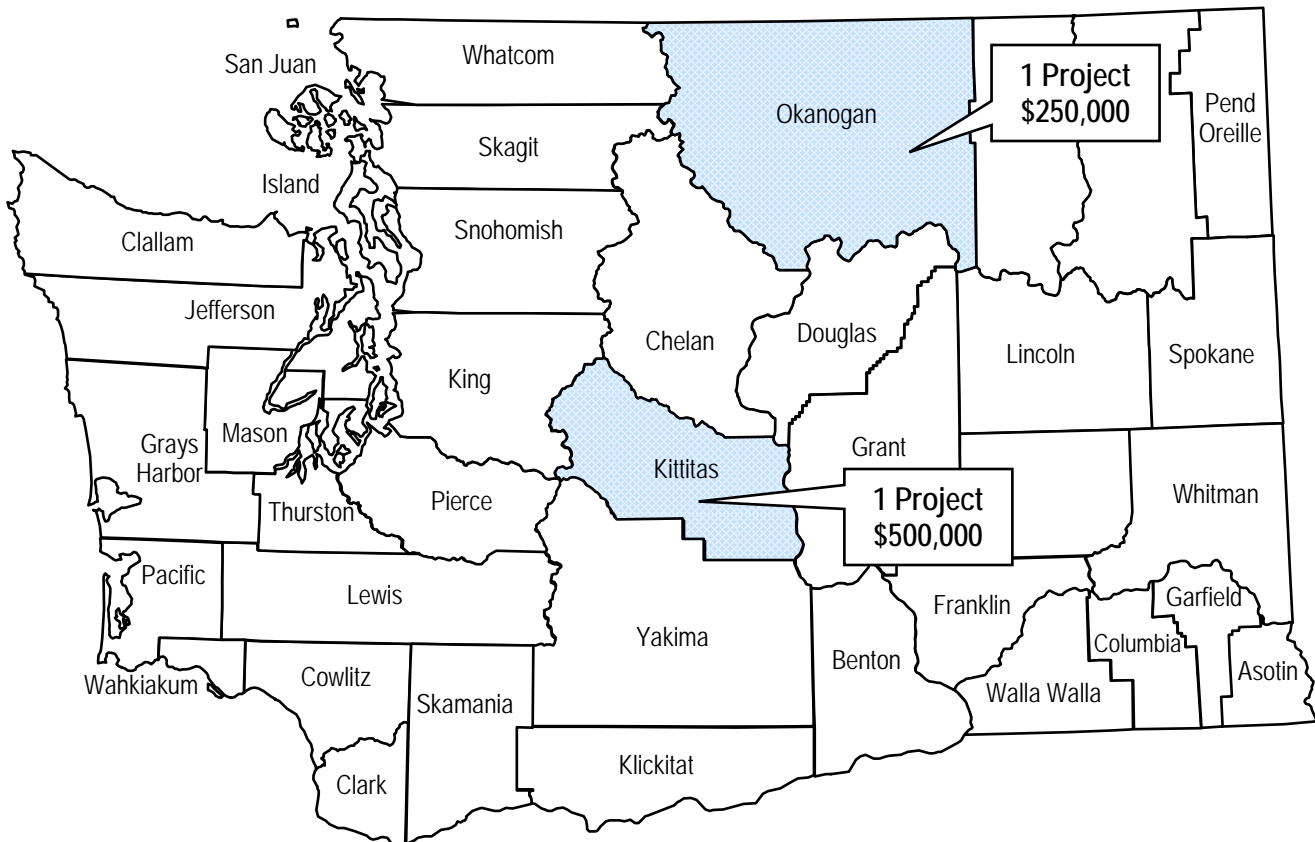 Whatcom
San Juan
1 Project
$250,000
Okanogan
Pend
Oreille
Skagit
Island
Snohomish
Clallam
Jefferson
Chelan
Douglas
Lincoln
Spokane
King
Mason
Grays
Harbor
Grant
Kittitas
1 Project
$500,000
Whitman
Pierce
Thurston
Pacific
Lewis
Garfield
Franklin
Yakima
Columbia
Benton
Asotin
Wahkiakum
Cowlitz
Walla Walla
Skamania
Klickitat
Clark